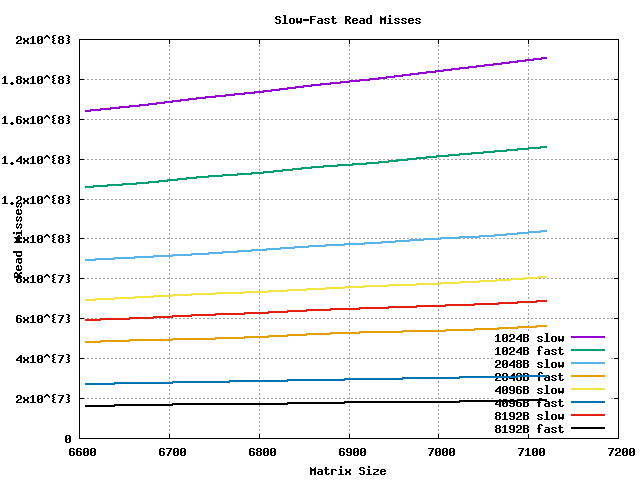 Slow-Fast Read Misses
2x10^{8}
1.8x10^{8}
1.6x10^{8}
1.4x10^{8}
1.2x10^{8}
1x10^{8}
8x10^{7}
6x10^{7}
4x10^{7}
2x10^{7}
0
Read Misses
6600 6700 6800 6900 7000 7100 7200
Matrix Size
1024B slow
1024B fast
2048B slow
2048B fast
4096B slow
4096B fast
8192B slow
8192B fast